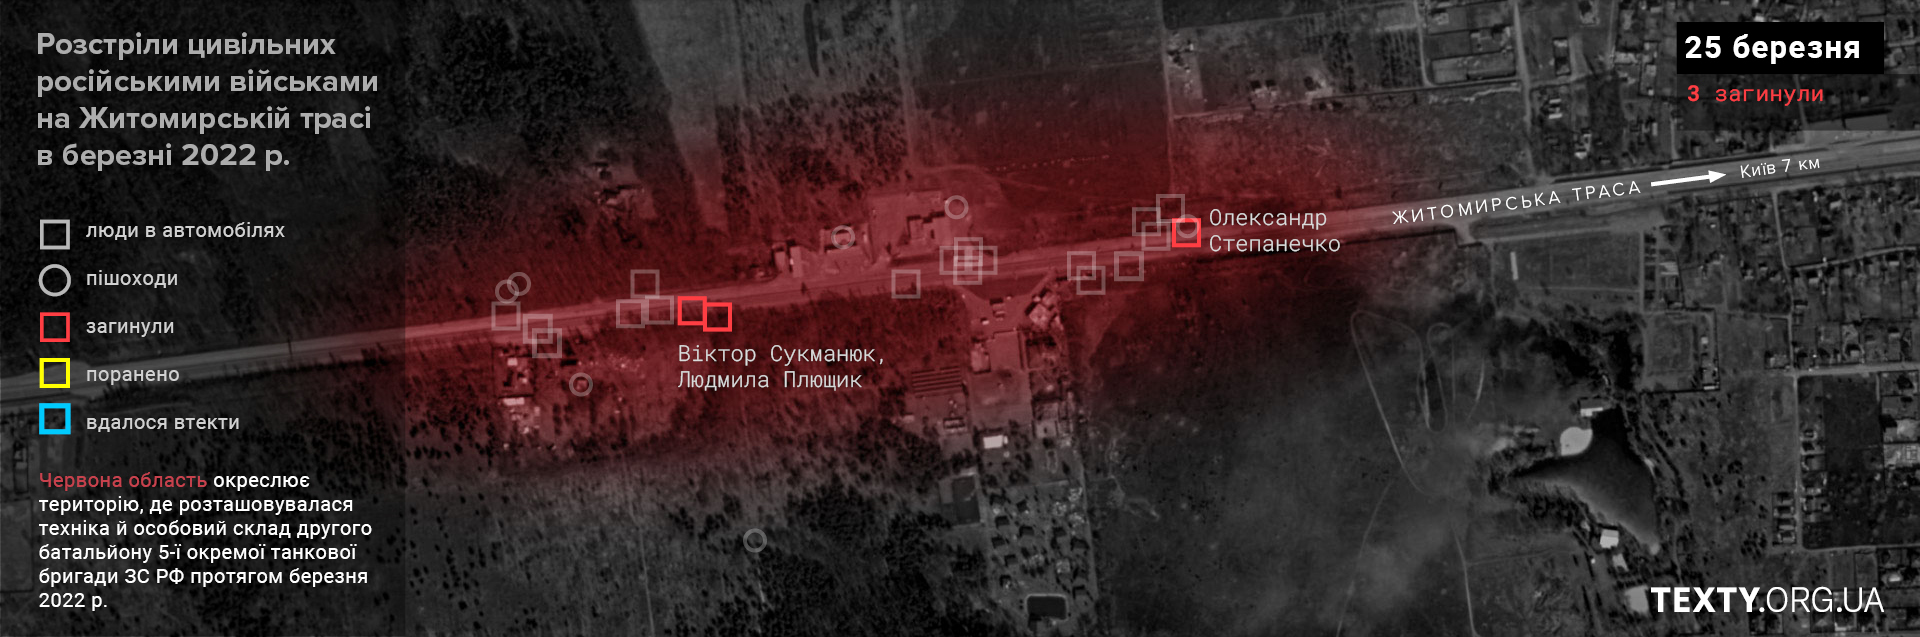 Розстріли цивільних
російськими військами
на Житомирській трасі
в березні 2022 р.
люди в автомобілях
пішоходи
загинули
поранено
вдалося втекти
Червона область окреслює
територію, де розташовувалася
техніка й особовий склад другого
батальйону 5-ї окремої танкової
бригади ЗС РФ протягом березня
2022 р.
Віктор Сукманюк,
Людмила Плющик
Олександр
Степанечко
ЖИТОМИРСЬКА ТРАСА
Київ 7 км
25 березня
3 загинули
TEXTY.ORG.UA